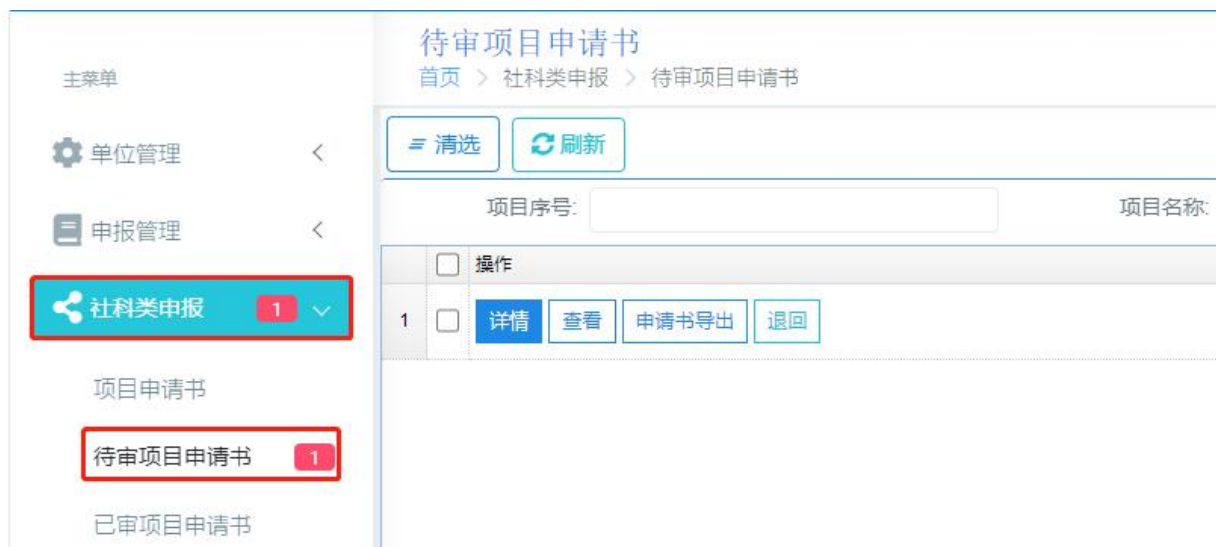 主菜单
单位管理
申报管理
社科类申报 1
项目申请书
待审项目申请书 1
已审项目申请书
待审项目申请书
首页 > 社科类申报 > 待审项目申请书
清选 刷新
项目序号: 项目名称:
操作
1 详情 查看 申请书导出 退回